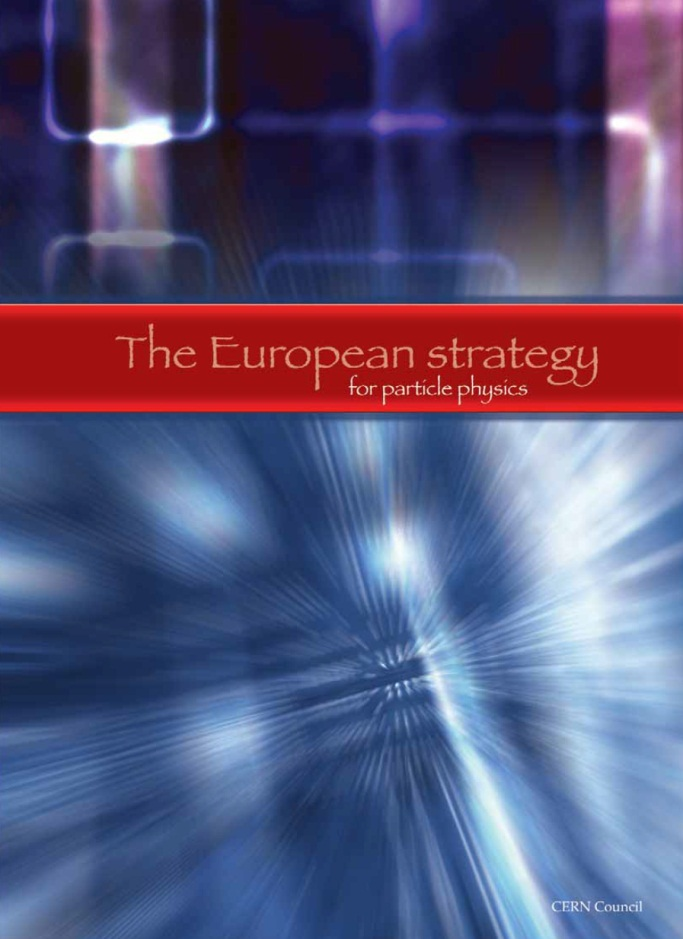 The European strategy
for particle physics
CERN Council